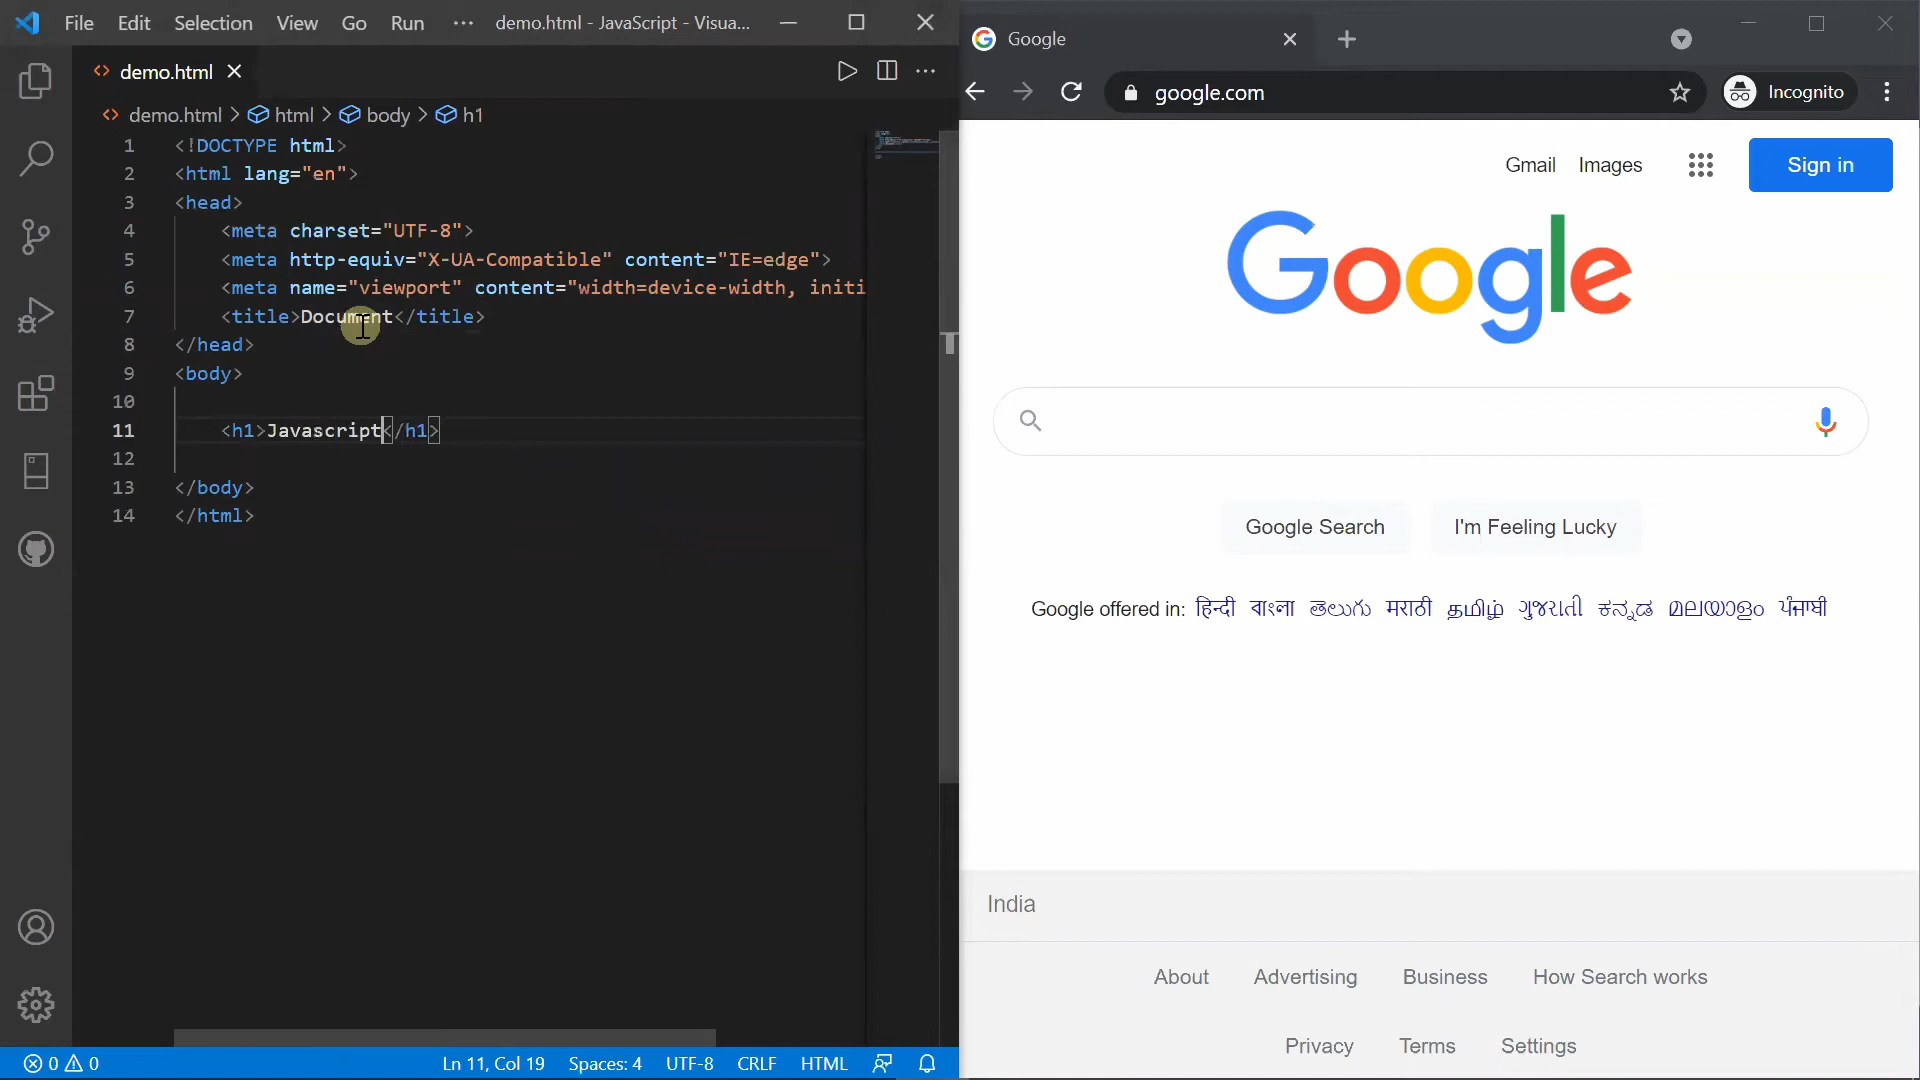 File Edit Selection View Go Run ··· demo.html - JavaScript - Visua...
demo.html
demo.html > html > body > h1
1 <!DOCTYPE html>
2 <html lang="en">
3 <head>
4 <meta charset="UTF-8">
5 <meta http-equiv="X-UA-Compatible" content="IE=edge">
6 <meta name="viewport" content="width=device-width, initi
7 <title>Document</title>
8 </head>
9 <body>
10
11 <h1>Javascript</h1>
12
13 </body>
14 </html>
0 0 Ln 11, Col 19 Spaces: 4 UTF-8 CRLF HTML
Google
google.com Incognito
Gmail Images Sign in
Google
Google Search I'm Feeling Lucky
Google offered in: हिन्दी বাংলা తెలుగు मराठी தமிழ் ગુજરાતી ಕನ್ನಡ മലയാളം ਪੰਜਾਬੀ
India
About Advertising Business How Search works
Privacy Terms Settings